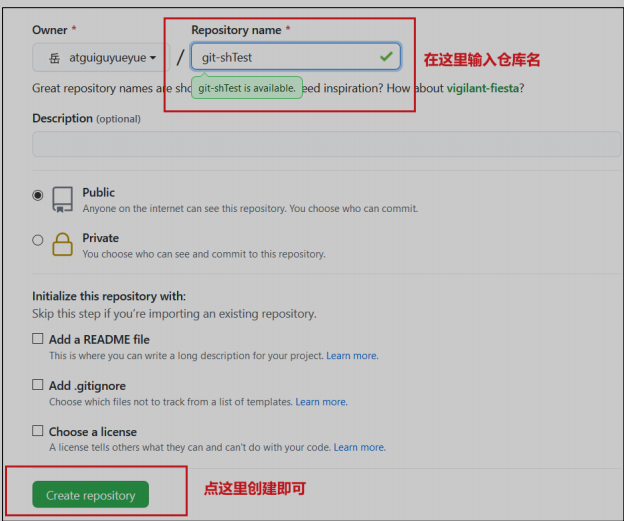 Owner * Repository name *
岳 atguiguyueyue / git-shTest
在这里输入仓库名
git-shTest is available.
Great repository names are sho eed inspiration? How about vigilant-fiesta?
Description (optional)
Public
Anyone on the internet can see this repository. You choose who can commit.
Private
You choose who can see and commit to this repository.
Initialize this repository with:
Skip this step if you're importing an existing repository.
Add a README file
This is where you can write a long description for your project. Learn more.
Add .gitignore
Choose which files not to track from a list of templates. Learn more.
Choose a license
A license tells others what they can and can't do with your code. Learn more.
Create repository
点这里创建即可